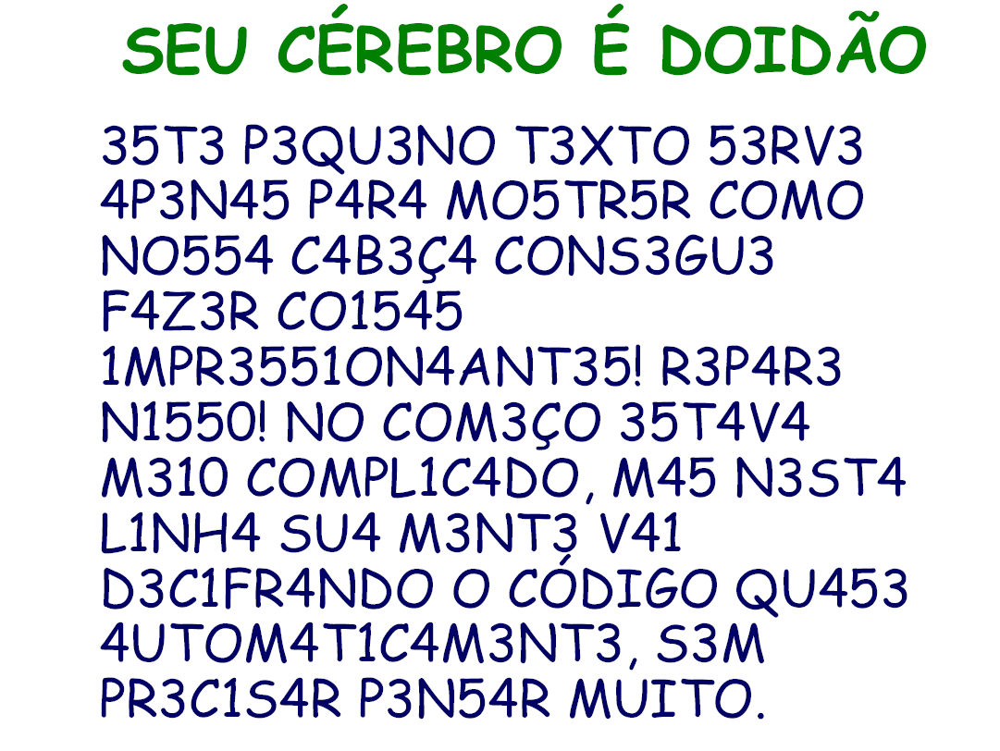 SEU CÉREBRO É DOIDÃO
35T3 P3QU3NO T3XTO 53RV3
4P3N45 P4R4 MO5TR5R COMO
NO554 C4B3Ç4 CONS3GU3
F4Z3R CO1545
1MPR3551ON4ANT35! R3P4R3
N1550! NO COM3ÇO 35T4V4
M310 COMPL1C4DO, M45 N3ST4
L1NH4 SU4 M3NT3 V41
D3C1FR4NDO O CÓDIGO QU453
4UTOM4T1C4M3NT3, S3M
PR3C1S4R P3N54R MUITO.